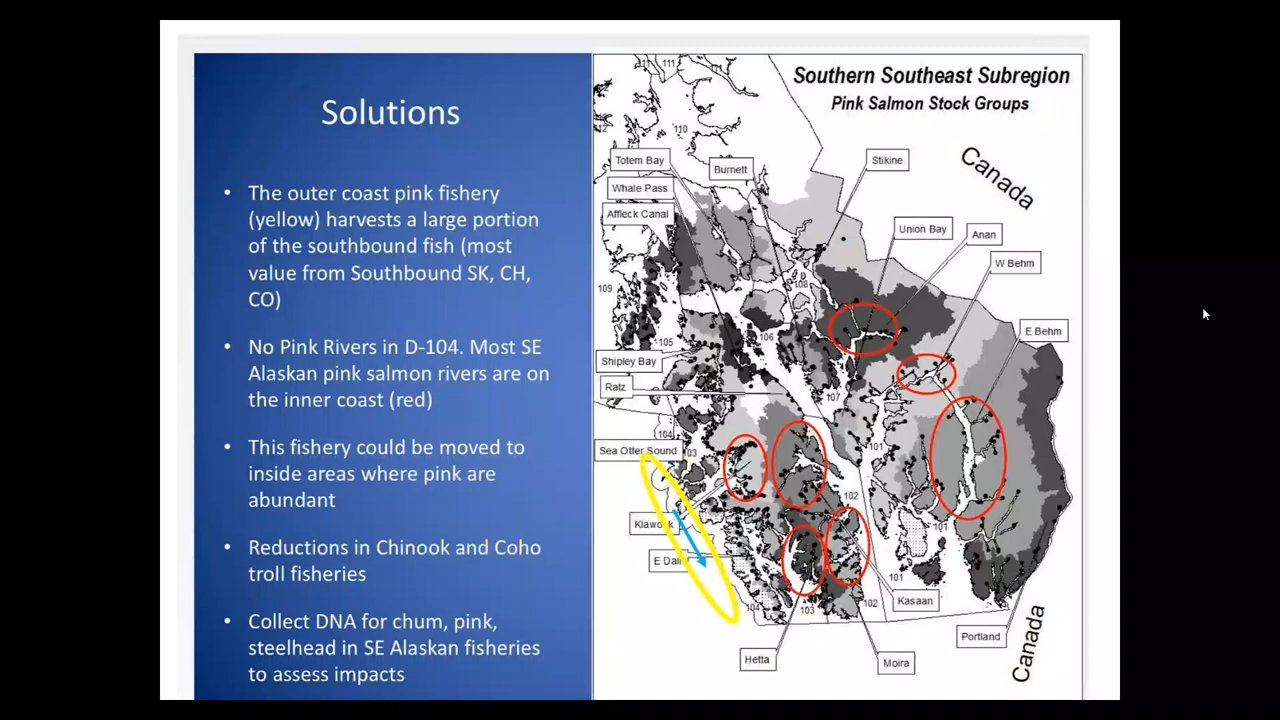 Solutions
• The outer coast pink fishery
(yellow) harvests a large portion
of the southbound fish (most
value from Southbound SK, CH,
CO)
• No Pink Rivers in D-104. Most SE
Alaskan pink salmon rivers are on
the inner coast (red)
• This fishery could be moved to
inside areas where pink are
abundant
• Reductions in Chinook and Coho
troll fisheries
• Collect DNA for chum, pink,
steelhead in SE Alaskan fisheries
to assess impacts
Southern Southeast Subregion
Pink Salmon Stock Groups
111
110
Totem Bay
Burnett
Stikine
Canada
Whale Pass
Affleck Canal
Union Bay
Anan
W Behm
109
108
E Behm
105
106
Shipley Bay
Ratz
107
104
103
101
Sea Otter Sound
102
Klawock
101
E Dall
101
104
103
102
Kasaan
Portland
Canada
Hetta
Moira